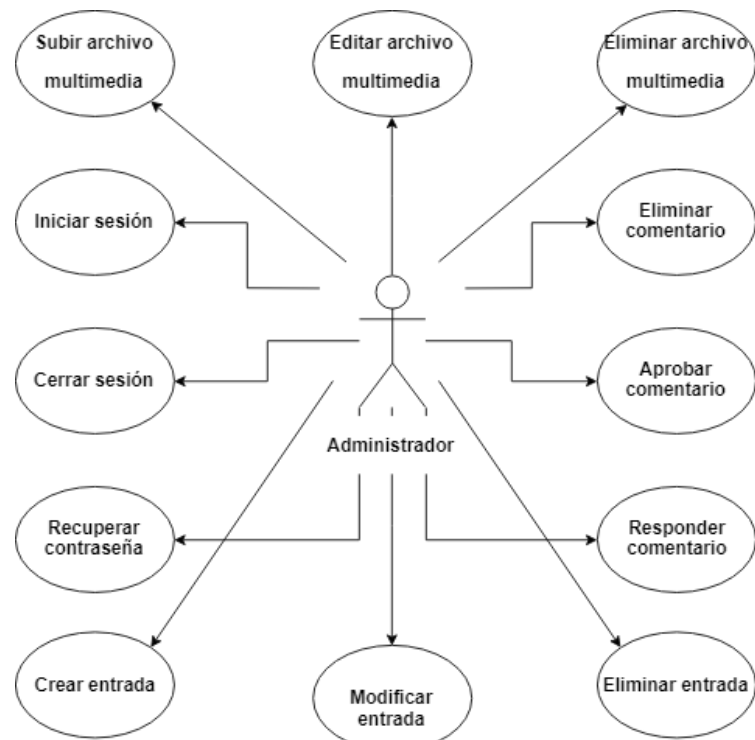 Subir archivo
multimedia
Editar archivo
multimedia
Eliminar archivo
multimedia
Iniciar sesión
Eliminar
comentario
Cerrar sesión
Aprobar
comentario
Administrador
Recuperar
contraseña
Responder
comentario
Crear entrada
Modificar
entrada
Eliminar entrada